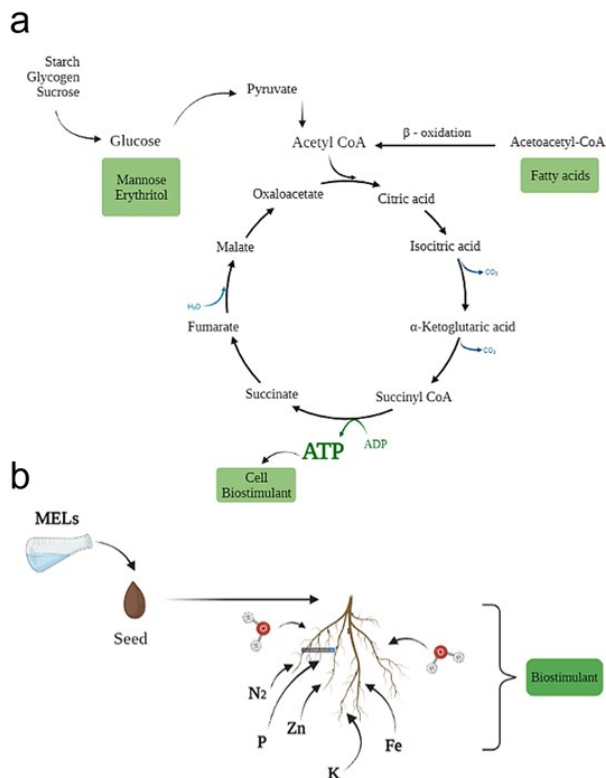 a
Starch
Glycogen
Sucrose
Pyruvate
Glucose
Acetyl CoA
β - oxidation
Acetoacetyl-CoA
Mannose
Erythritol
Fatty acids
Oxaloacetate
Citric acid
Malate
Isocitric acid
CO₂
H₂O
Fumarate
α-Ketoglutaric acid
CO₂
Succinate
Succinyl CoA
ATP
ADP
Cell
Biostimulant
b
MELs
Seed
H
O
H
O
H
H
N₂
P
Zn
K
Fe
Biostimulant